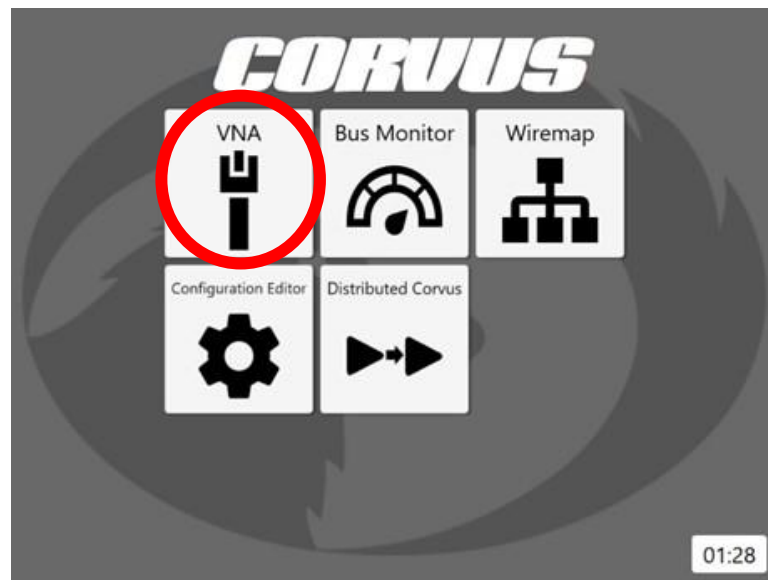 CORVUS
VNA
Bus Monitor
Wiremap
Configuration Editor
Distributed Corvus
01:28